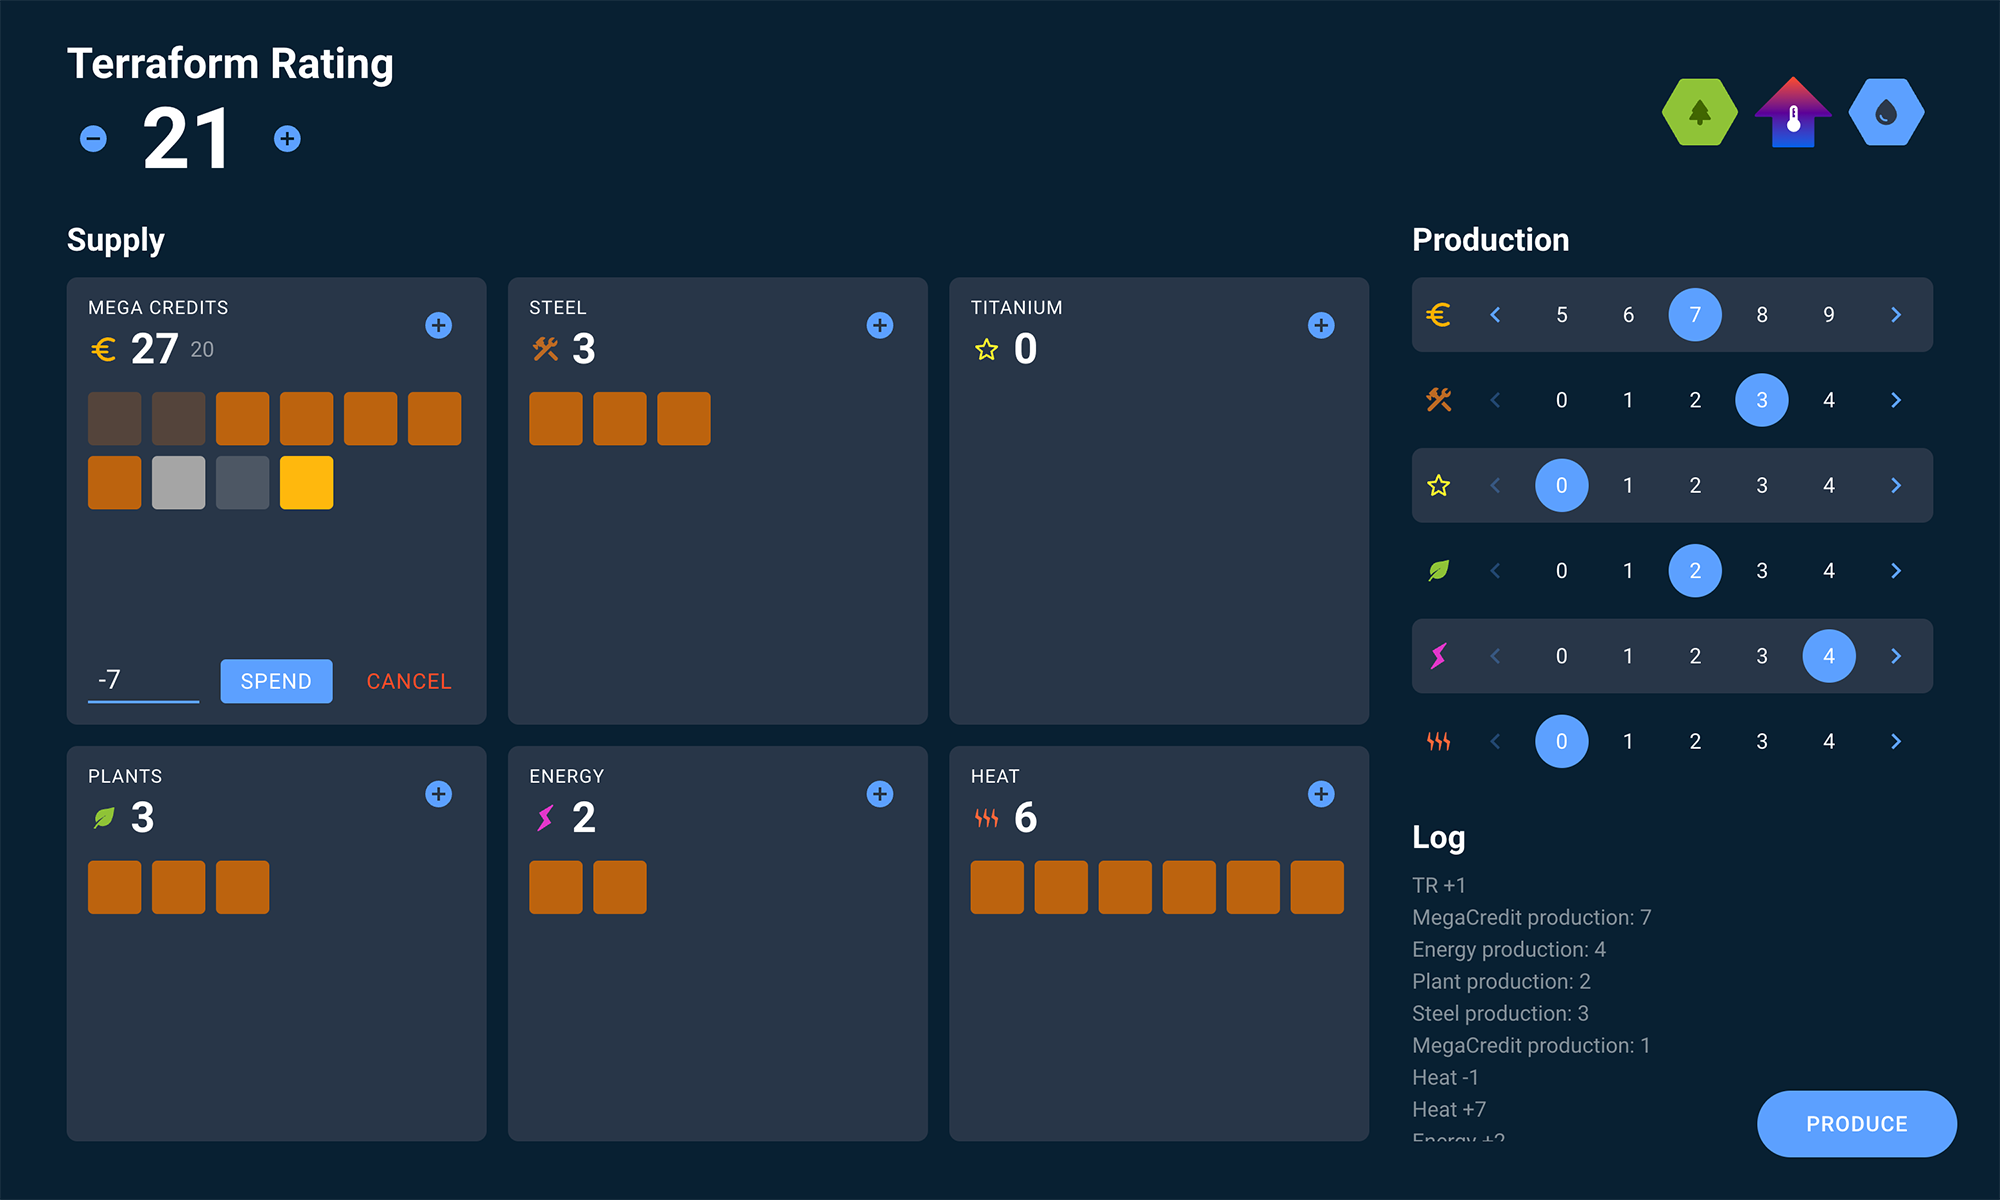 Terraform Rating
21
Supply
MEGA CREDITS
27 20
-7 SPEND CANCEL
STEEL
3
TITANIUM
0
PLANTS
3
ENERGY
2
HEAT
6
Production
5 6 7 8 9
0 1 2 3 4
0 1 2 3 4
0 1 2 3 4
0 1 2 3 4
0 1 2 3 4
Log
TR +1
MegaCredit production: 7
Energy production: 4
Plant production: 2
Steel production: 3
MegaCredit production: 1
Heat -1
Heat +7
Energy +2
PRODUCE